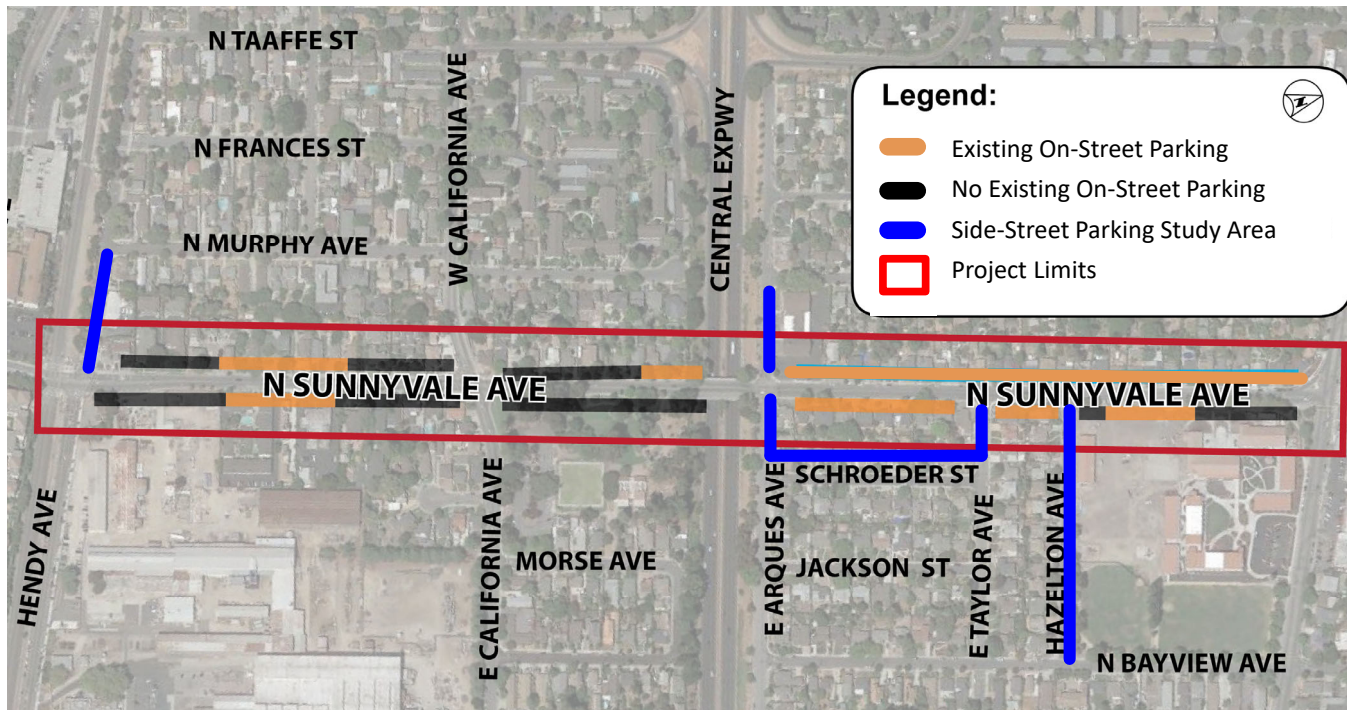 N TAAFFE ST
N FRANCES ST
N MURPHY AVE
W CALIFORNIA AVE
CENTRAL EXPWY
Legend:
Existing On-Street Parking
No Existing On-Street Parking
Side-Street Parking Study Area
Project Limits
N SUNNYVALE AVE
N SUNNYVALE AVE
HENDY AVE
E CALIFORNIA AVE
MORSE AVE
E ARQUES AVE
SCHROEDER ST
JACKSON ST
E TAYLOR AVE
HAZELTON AVE
N BAYVIEW AVE